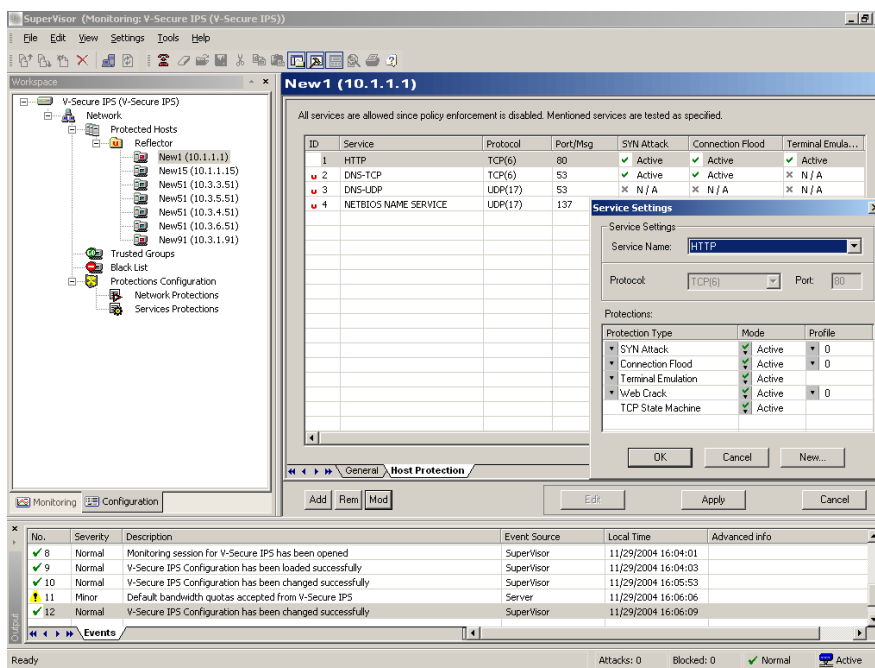 SuperVisor (Monitoring: V-Secure IPS (V-Secure IPS))
File Edit View Settings Tools Help
Workspace
V-Secure IPS (V-Secure IPS)
Network
Protected Hosts
Reflector
New1 (10.1.1.1)
New15 (10.1.1.15)
New51 (10.3.3.51)
New51 (10.3.5.51)
New51 (10.3.4.51)
New51 (10.3.6.51)
New91 (10.3.1.91)
Trusted Groups
Black List
Protections Configuration
Network Protections
Services Protections
Monitoring Configuration
New1 (10.1.1.1)
All services are allowed since policy enforcement is disabled. Mentioned services are tested as specified.
ID Service Protocol Port/Msg SYN Attack Connection Flood Terminal Emula...
1 HTTP TCP(6) 80 Active Active Active
2 DNS-TCP TCP(6) 53 Active Active N / A
3 DNS-UDP UDP(17) 53 N / A N / A N / A
4 NETBIOS NAME SERVICE UDP(17) 137
General Host Protection
Add Rem Mod Edit Apply Cancel
Service Settings
Service Settings
Service Name: HTTP
Protocol: TCP(6) Port: 80
Protections:
Protection Type Mode Profile
SYN Attack Active 0
Connection Flood Active 0
Terminal Emulation Active
Web Crack Active 0
TCP State Machine Active
OK Cancel New...
No. Severity Description Event Source Local Time Advanced info
8 Normal Monitoring session for V-Secure IPS has been opened SuperVisor 11/29/2004 16:04:01
9 Normal V-Secure IPS Configuration has been loaded successfully SuperVisor 11/29/2004 16:04:03
10 Normal V-Secure IPS Configuration has been changed successfully SuperVisor 11/29/2004 16:05:53
11 Minor Default bandwidth quotas accepted from V-Secure IPS Server 11/29/2004 16:06:06
12 Normal V-Secure IPS Configuration has been changed successfully SuperVisor 11/29/2004 16:06:09
Output
Events
Ready Attacks: 0 Blocked: 0 Normal Active